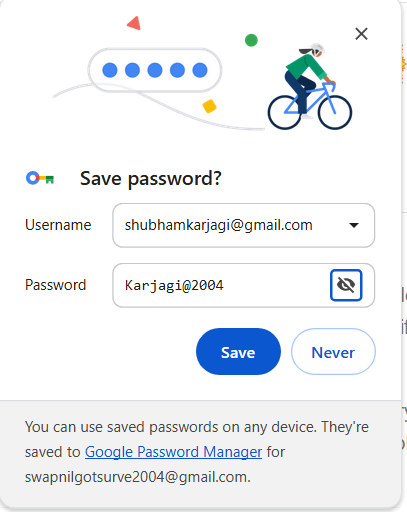 Save password?
Username
shubhamkarjagi@gmail.com
Password
Karjagi@2004
Save
Never
You can use saved passwords on any device. They're
saved to Google Password Manager for
swapnilgotsurve2004@gmail.com.